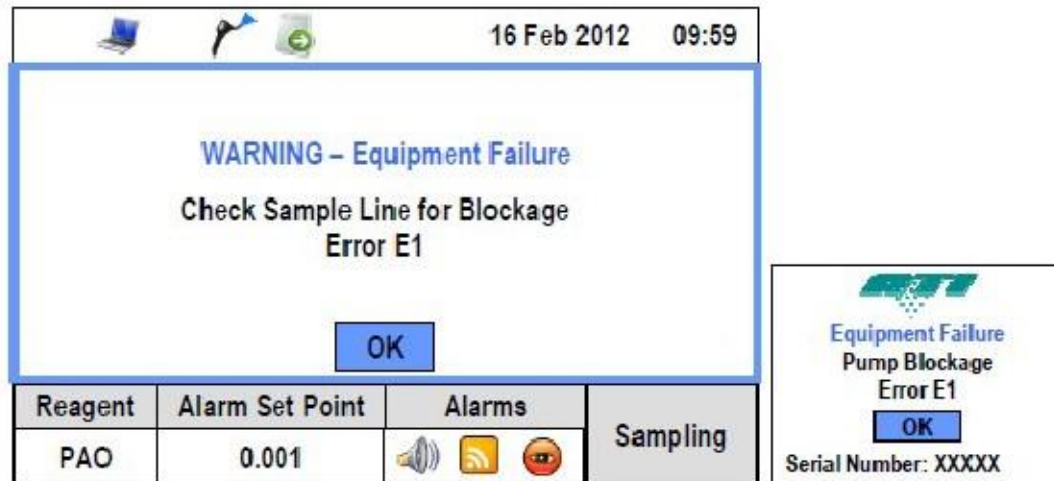 16 Feb 2012 09:59
WARNING – Equipment Failure
Check Sample Line for Blockage
Error E1
OK
Reagent Alarm Set Point Alarms Sampling
PAO 0.001
ATI
Equipment Failure
Pump Blockage
Error E1
OK
Serial Number: XXXXX